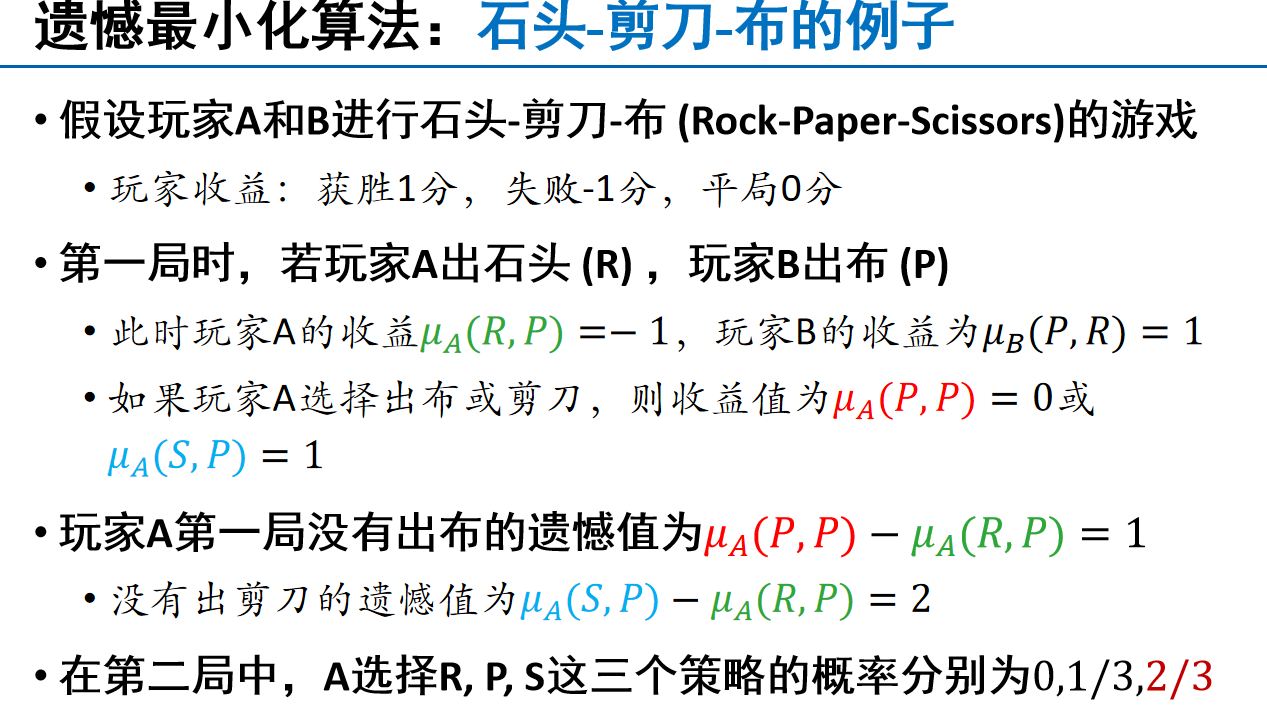 遗憾最小化算法：石头-剪刀-布的例子
• 假设玩家A和B进行石头-剪刀-布 (Rock-Paper-Scissors)的游戏
• 玩家收益：获胜1分，失败-1分，平局0分
• 第一局时，若玩家A出石头 (R) ，玩家B出布 (P)
• 此时玩家A的收益μ_A(R, P) =− 1，玩家B的收益为μ_B(P, R) = 1
• 如果玩家A选择出布或剪刀，则收益值为μ_A(P, P) = 0或
μ_A(S, P) = 1
• 玩家A第一局没有出布的遗憾值为μ_A(P, P) − μ_A(R, P) = 1
• 没有出剪刀的遗憾值为μ_A(S, P) − μ_A(R, P) = 2
• 在第二局中，A选择R, P, S这三个策略的概率分别为0,1/3,2/3